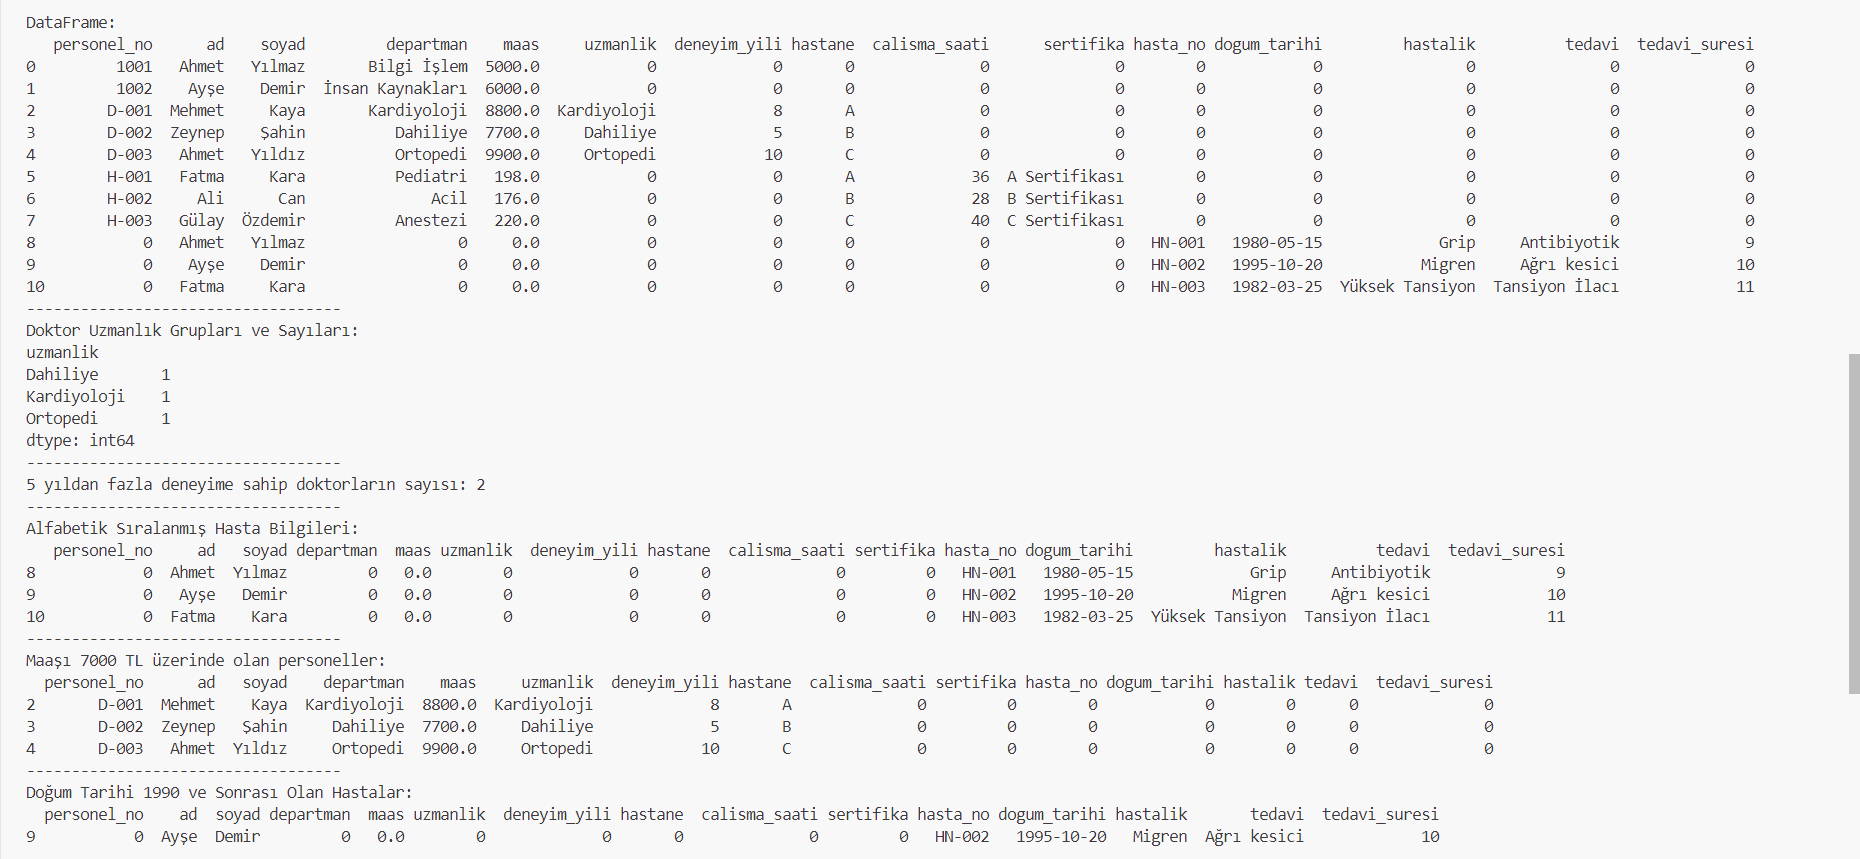 DataFrame:
personel_no ad soyad departman maas uzmanlik deneyim_yili hastane calisma_saati sertifika hasta_no dogum_tarihi hastalik tedavi tedavi_suresi
0 1001 Ahmet Yılmaz Bilgi İşlem 5000.0 0 0 0 0 0 0 0 0 0 0
1 1002 Ayşe Demir İnsan Kaynakları 6000.0 0 0 0 0 0 0 0 0 0 0
2 D-001 Mehmet Kaya Kardiyoloji 8800.0 Kardiyoloji 8 A 0 0 0 0 0 0 0
3 D-002 Zeynep Şahin Dahiliye 7700.0 Dahiliye 5 B 0 0 0 0 0 0 0
4 D-003 Ahmet Yıldız Ortopedi 9900.0 Ortopedi 10 C 0 0 0 0 0 0 0
5 H-001 Fatma Kara Pediatri 198.0 0 0 A 36 A Sertifikası 0 0 0 0 0
6 H-002 Ali Can Acil 176.0 0 0 B 28 B Sertifikası 0 0 0 0 0
7 H-003 Gülay Özdemir Anestezi 220.0 0 0 C 40 C Sertifikası 0 0 0 0 0
8 0 Ahmet Yılmaz 0 0.0 0 0 0 0 0 HN-001 1980-05-15 Grip Antibiyotik 9
9 0 Ayşe Demir 0 0.0 0 0 0 0 0 HN-002 1995-10-20 Migren Ağrı kesici 10
10 0 Fatma Kara 0 0.0 0 0 0 0 0 HN-003 1982-03-25 Yüksek Tansiyon Tansiyon İlacı 11
-----------------------------------
Doktor Uzmanlık Grupları ve Sayıları:
uzmanlik
Dahiliye 1
Kardiyoloji 1
Ortopedi 1
dtype: int64
-----------------------------------
5 yıldan fazla deneyime sahip doktorların sayısı: 2
-----------------------------------
Alfabetik Sıralanmış Hasta Bilgileri:
personel_no ad soyad departman maas uzmanlik deneyim_yili hastane calisma_saati sertifika hasta_no dogum_tarihi hastalik tedavi tedavi_suresi
8 0 Ahmet Yılmaz 0 0.0 0 0 0 0 0 HN-001 1980-05-15 Grip Antibiyotik 9
9 0 Ayşe Demir 0 0.0 0 0 0 0 0 HN-002 1995-10-20 Migren Ağrı kesici 10
10 0 Fatma Kara 0 0.0 0 0 0 0 0 HN-003 1982-03-25 Yüksek Tansiyon Tansiyon İlacı 11
-----------------------------------
Maaşı 7000 TL üzerinde olan personeller:
personel_no ad soyad departman maas uzmanlik deneyim_yili hastane calisma_saati sertifika hasta_no dogum_tarihi hastalik tedavi tedavi_suresi
2 D-001 Mehmet Kaya Kardiyoloji 8800.0 Kardiyoloji 8 A 0 0 0 0 0 0 0
3 D-002 Zeynep Şahin Dahiliye 7700.0 Dahiliye 5 B 0 0 0 0 0 0 0
4 D-003 Ahmet Yıldız Ortopedi 9900.0 Ortopedi 10 C 0 0 0 0 0 0 0
-----------------------------------
Doğum Tarihi 1990 ve Sonrası Olan Hastalar:
personel_no ad soyad departman maas uzmanlik deneyim_yili hastane calisma_saati sertifika hasta_no dogum_tarihi hastalik tedavi tedavi_suresi
9 0 Ayşe Demir 0 0.0 0 0 0 0 0 HN-002 1995-10-20 Migren Ağrı kesici 10